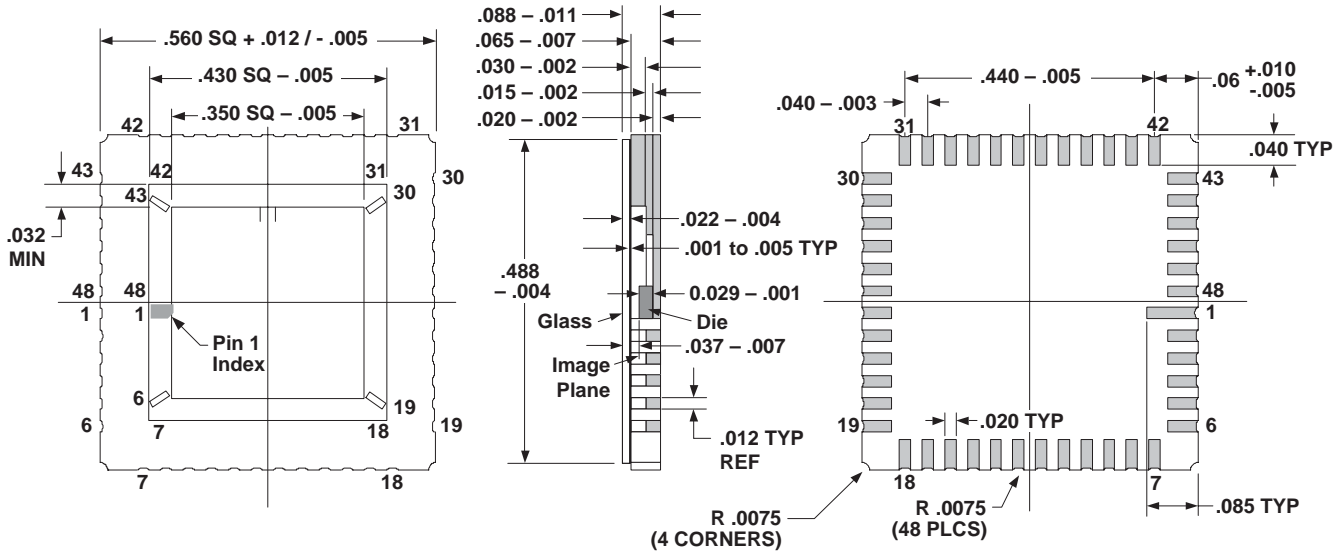 .560 SQ + .012 / - .005
.430 SQ – .005
.350 SQ – .005
42
31
43
42
31
30
43
30
.032
MIN
48
48
1
1
Pin 1
Index
6
19
6
7
18
19
7
18
.088 – .011
.065 – .007
.030 – .002
.015 – .002
.020 – .002
.022 – .004
.001 to .005 TYP
.488
– .004
0.029 – .001
Glass
Die
.037 – .007
Image
Plane
.012 TYP
REF
.440 – .005
.06 +.010
-.005
.040 – .003
31
42
.040 TYP
30
43
48
1
.020 TYP
19
6
18
7
R .0075
(4 CORNERS)
R .0075
(48 PLCS)
.085 TYP